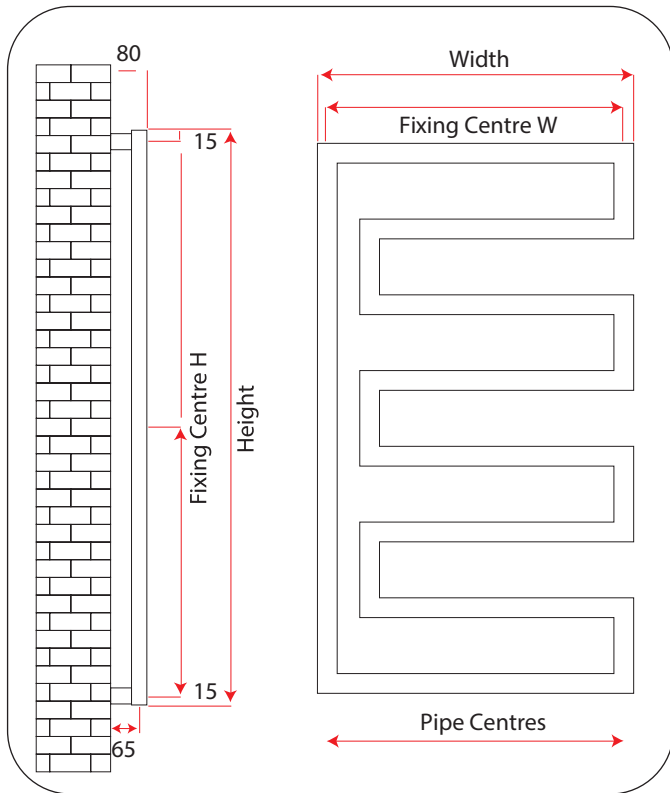 80
15
Fixing Centre H
Height
15
65
Width
Fixing Centre W
Pipe Centres